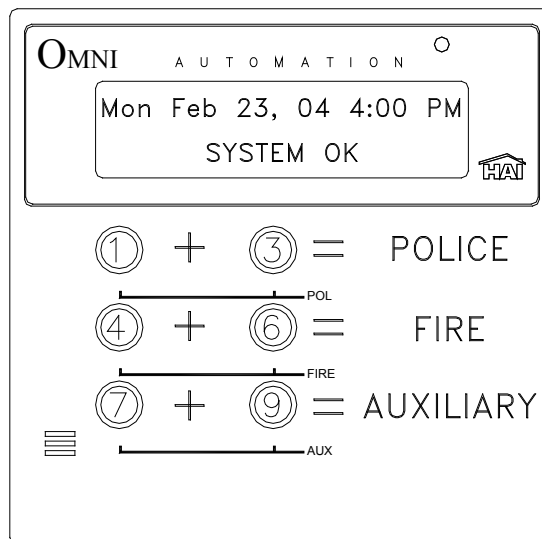 OMNI AUTOMATION
Mon Feb 23, 04 4:00 PM
SYSTEM OK
HAI
1 + 3 = POLICE
POL
4 + 6 = FIRE
FIRE
7 + 9 = AUXILIARY
AUX